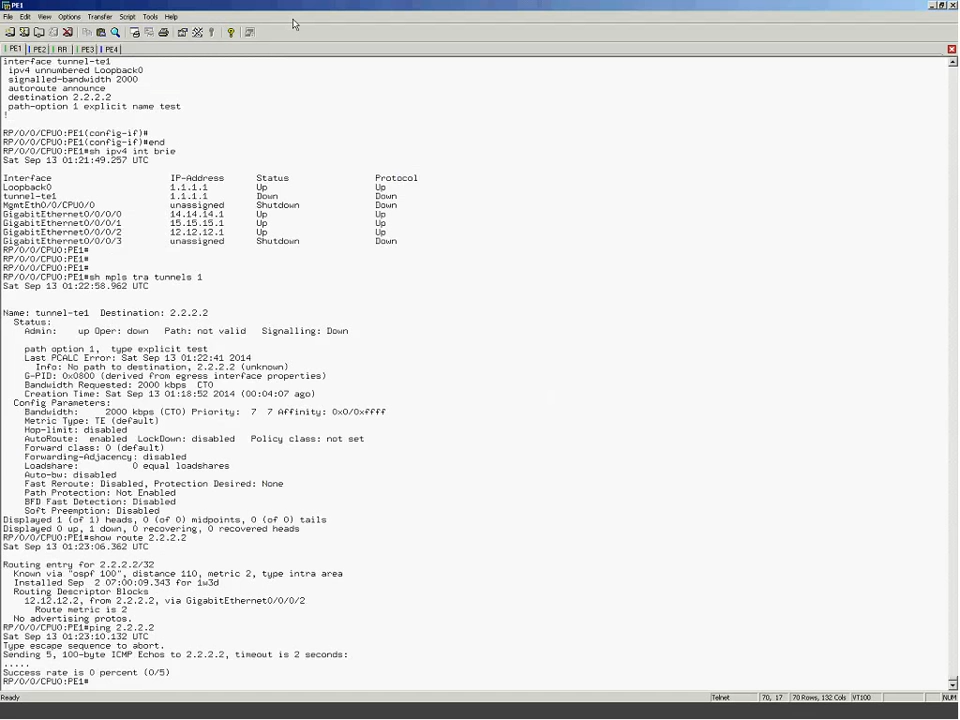 PE1
File Edit View Options Transfer Script Tools Help
PE1 PE2 RR PE3 PE4
interface tunnel-te1
ipv4 unnumbered Loopback0
signalled-bandwidth 2000
autoroute announce
destination 2.2.2.2
path-option 1 explicit name test
!
RP/0/0/CPU0:PE1(config-if)#
RP/0/0/CPU0:PE1(config-if)#end
RP/0/0/CPU0:PE1#sh ipv4 int brie
Sat Sep 13 01:21:49.257 UTC
Interface IP-Address Status Protocol
Loopback0 1.1.1.1 Up Up
tunnel-te1 1.1.1.1 Down Down
MgmtEth0/0/CPU0/0 unassigned Shutdown Down
GigabitEthernet0/0/0/0 14.14.14.1 Up Up
GigabitEthernet0/0/0/1 15.15.15.1 Up Up
GigabitEthernet0/0/0/2 12.12.12.1 Up Up
GigabitEthernet0/0/0/3 unassigned Shutdown Down
RP/0/0/CPU0:PE1#
RP/0/0/CPU0:PE1#
RP/0/0/CPU0:PE1#
RP/0/0/CPU0:PE1#sh mpls tra tunnels 1
Sat Sep 13 01:22:58.962 UTC
Name: tunnel-te1 Destination: 2.2.2.2
Status:
Admin: up Oper: down Path: not valid Signalling: Down
path option 1, type explicit test
Last PCALC Error: Sat Sep 13 01:22:41 2014
Info: No path to destination, 2.2.2.2 (unknown)
G-PID: 0x0800 (derived from egress interface properties)
Bandwidth Requested: 2000 kbps CT0
Creation Time: Sat Sep 13 01:18:52 2014 (00:04:07 ago)
Config Parameters:
Bandwidth: 2000 kbps (CT0) Priority: 7 7 Affinity: 0x0/0xffff
Metric Type: TE (default)
Hop-limit: disabled
AutoRoute: enabled LockDown: disabled Policy class: not set
Forward class: 0 (default)
Forwarding-Adjacency: disabled
Loadshare: 0 equal loadshares
Auto-bw: disabled
Fast Reroute: Disabled, Protection Desired: None
Path Protection: Not Enabled
BFD Fast Detection: Disabled
Soft Preemption: Disabled
Displayed 1 (of 1) heads, 0 (of 0) midpoints, 0 (of 0) tails
Displayed 0 up, 1 down, 0 recovering, 0 recovered heads
RP/0/0/CPU0:PE1#show route 2.2.2.2
Sat Sep 13 01:23:06.362 UTC
Routing entry for 2.2.2.2/32
Known via "ospf 100", distance 110, metric 2, type intra area
Installed Sep 2 07:00:09.343 for 1w3d
Routing Descriptor Blocks
12.12.12.2, from 2.2.2.2, via GigabitEthernet0/0/0/2
Route metric is 2
No advertising protos.
RP/0/0/CPU0:PE1#ping 2.2.2.2
Sat Sep 13 01:23:10.132 UTC
Type escape sequence to abort.
Sending 5, 100-byte ICMP Echos to 2.2.2.2, timeout is 2 seconds:
.....
Success rate is 0 percent (0/5)
RP/0/0/CPU0:PE1#
Ready Telnet 70, 17 70 Rows, 132 Cols VT100 NUM